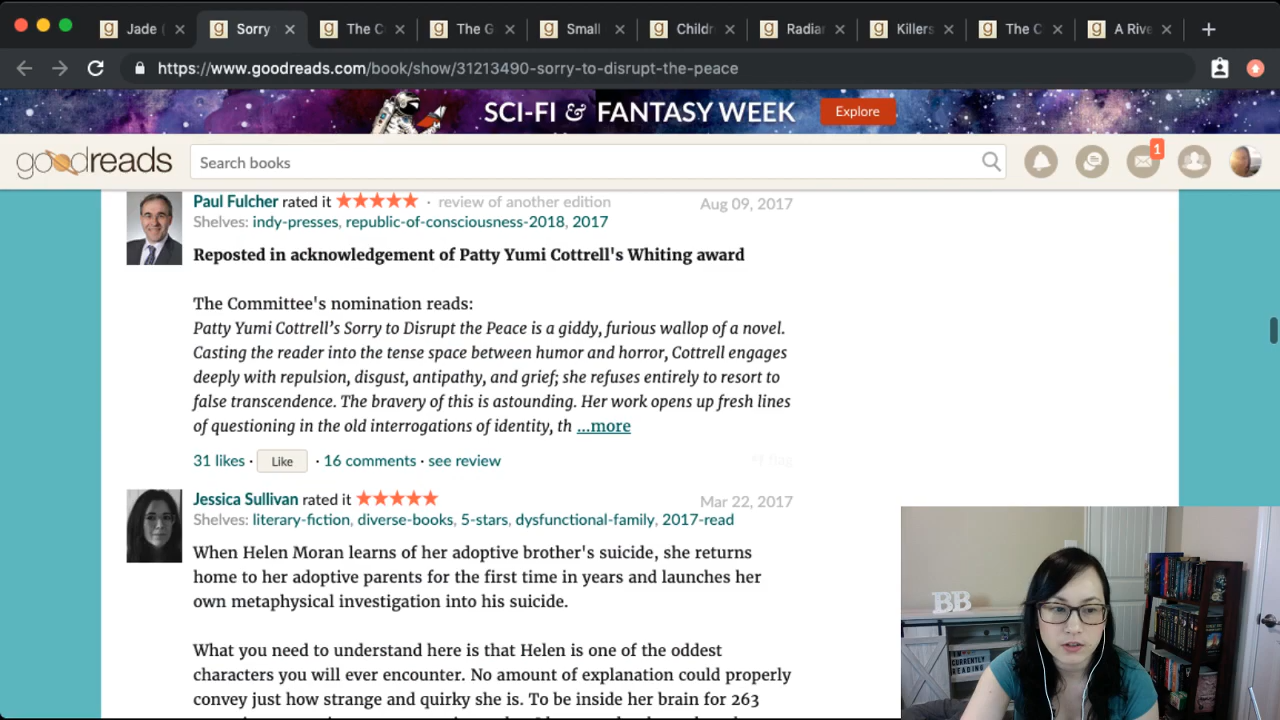 Jade (
Sorry
The C
The G
Small
Childr
Radiar
Killers
The C
A Rive
https://www.goodreads.com/book/show/31213490-sorry-to-disrupt-the-peace
SCI-FI & FANTASY WEEK
Explore
goodreads
Search books
1
Paul Fulcher rated it ★★★★★ · review of another edition
Aug 09, 2017
Shelves: indy-presses, republic-of-consciousness-2018, 2017
Reposted in acknowledgement of Patty Yumi Cottrell's Whiting award
The Committee's nomination reads:
Patty Yumi Cottrell's Sorry to Disrupt the Peace is a giddy, furious wallop of a novel.
Casting the reader into the tense space between humor and horror, Cottrell engages
deeply with repulsion, disgust, antipathy, and grief; she refuses entirely to resort to
false transcendence. The bravery of this is astounding. Her work opens up fresh lines
of questioning in the old interrogations of identity, th ...more
31 likes · Like · 16 comments · see review
flag
Jessica Sullivan rated it ★★★★★
Mar 22, 2017
Shelves: literary-fiction, diverse-books, 5-stars, dysfunctional-family, 2017-read
When Helen Moran learns of her adoptive brother's suicide, she returns
home to her adoptive parents for the first time in years and launches her
own metaphysical investigation into his suicide.
What you need to understand here is that Helen is one of the oddest
characters you will ever encounter. No amount of explanation could properly
convey just how strange and quirky she is. To be inside her brain for 263
BB
CURRENTLY
READING